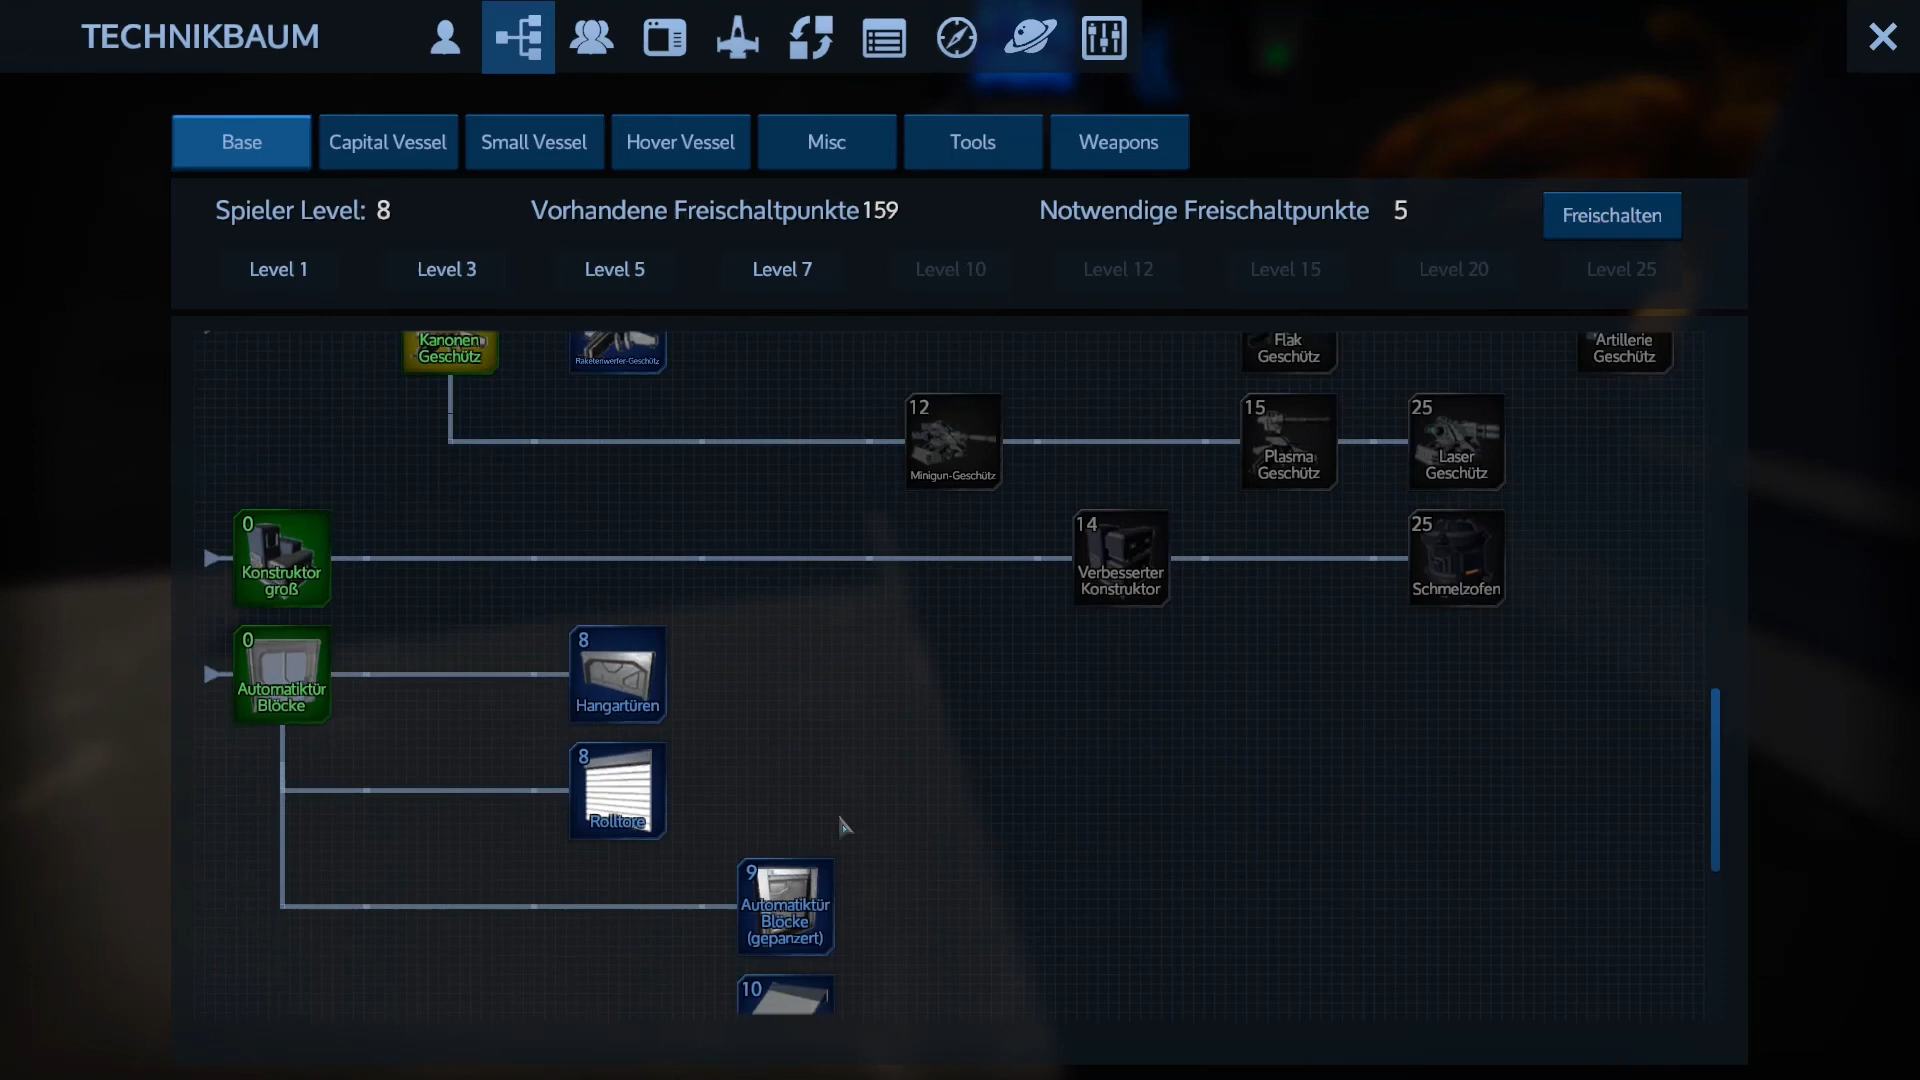 TECHNIKBAUM
Base
Capital Vessel
Small Vessel
Hover Vessel
Misc
Tools
Weapons
Spieler Level: 8
Vorhandene Freischaltpunkte 159
Notwendige Freischaltpunkte 5
Freischalten
Level 1
Level 3
Level 5
Level 7
Level 10
Level 12
Level 15
Level 20
Level 25
Kanonen
Geschütz
Raketenwerfer-Geschütz
Flak
Geschütz
Artillerie
Geschütz
12
Minigun-Geschütz
15
Plasma
Geschütz
25
Laser
Geschütz
0
Konstruktor
groß
14
Verbesserter
Konstruktor
25
Schmelzofen
0
Automatiktür
Blöcke
8
Hangartüren
8
Rolltore
9
Automatiktür
Blöcke
(gepanzert)
10